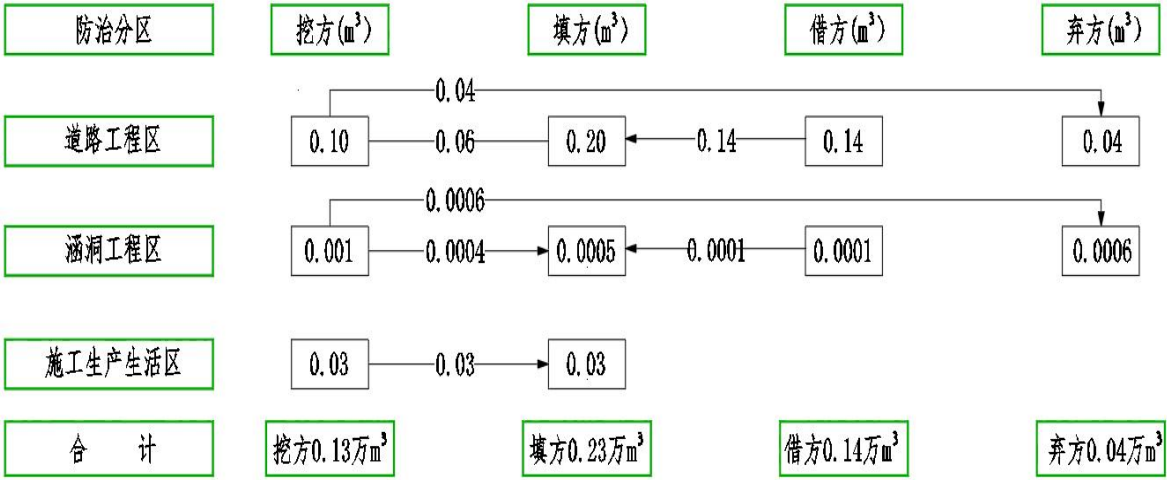 防治分区 挖方(m³) 填方(m³) 借方(m³) 弃方(m³)
0.04
道路工程区 0.10 0.06 0.20 0.14 0.14 0.04
0.0006
涵洞工程区 0.001 0.0004 0.0005 0.0001 0.0001 0.0006
施工生产生活区 0.03 0.03 0.03
合 计 挖方0.13万m³ 填方0.23万m³ 借方0.14万m³ 弃方0.04万m³